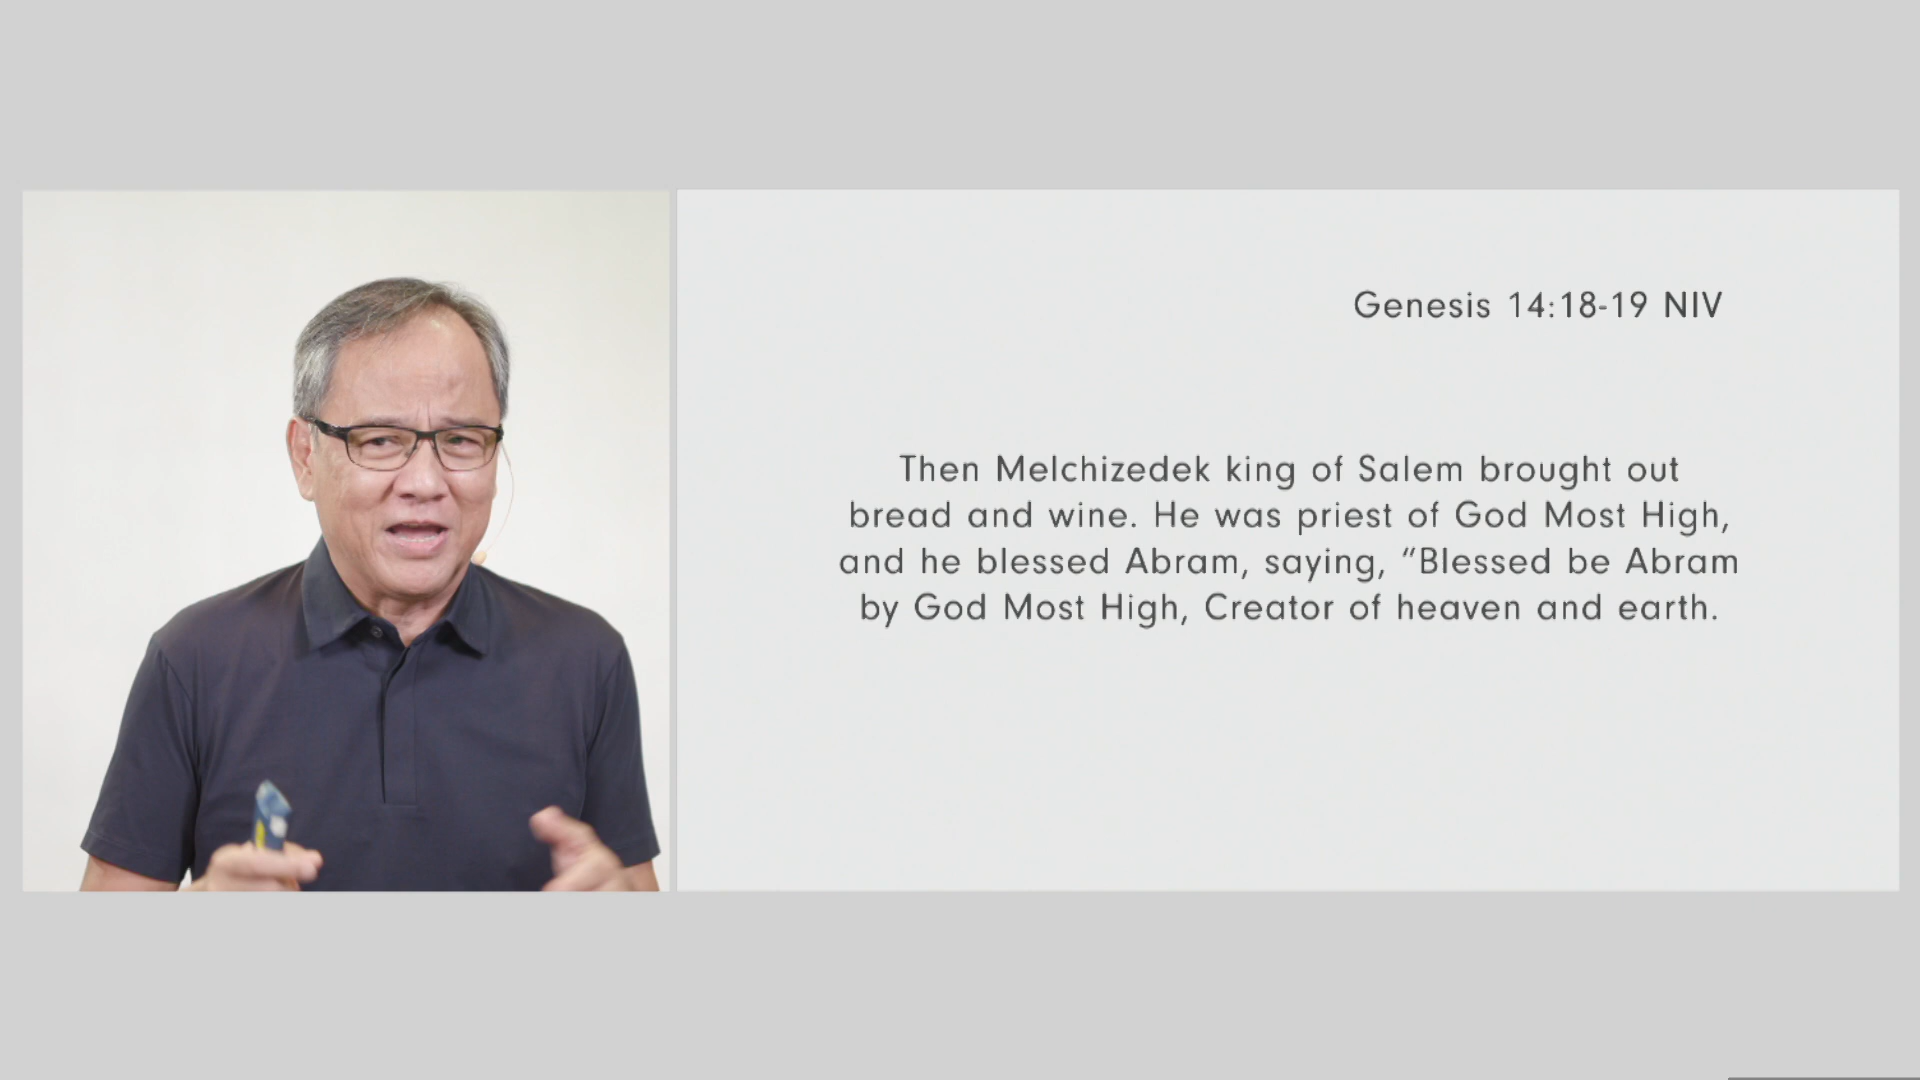 Genesis 14:18-19 NIV
Then Melchizedek king of Salem brought out
bread and wine. He was priest of God Most High,
and he blessed Abram, saying, “Blessed be Abram
by God Most High, Creator of heaven and earth.